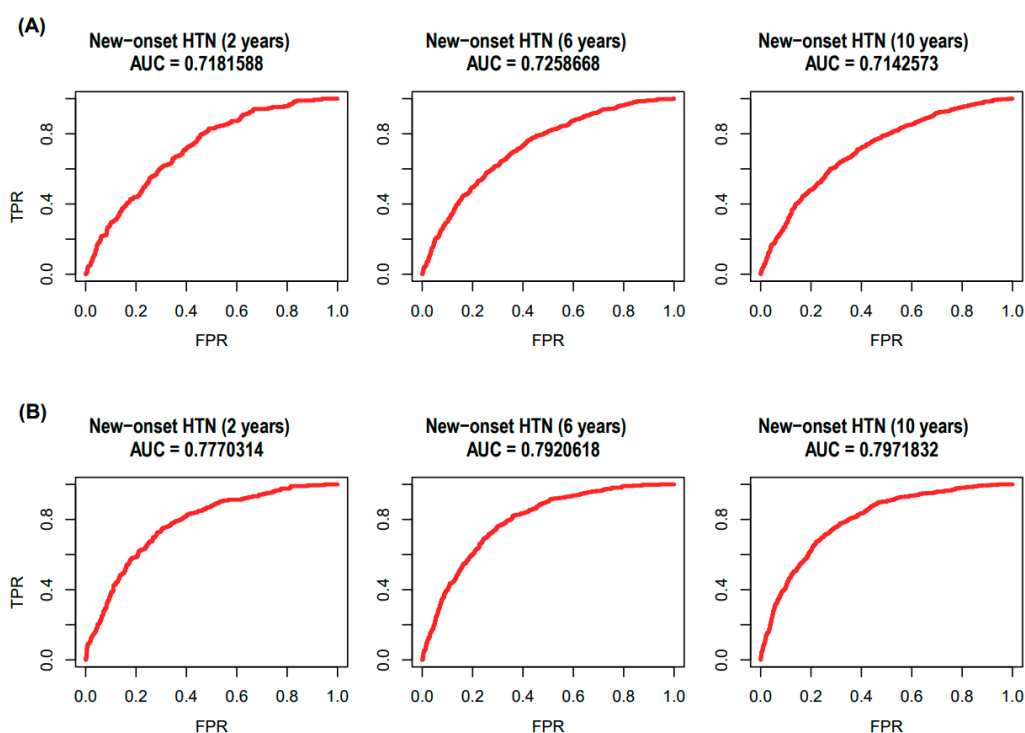 (A)
New-onset HTN (2 years)
AUC = 0.7181588
New-onset HTN (6 years)
AUC = 0.7258668
New-onset HTN (10 years)
AUC = 0.7142573
TPR
0.0 0.4 0.8
0.0 0.2 0.4 0.6 0.8 1.0
FPR
0.0 0.4 0.8
0.0 0.2 0.4 0.6 0.8 1.0
FPR
0.0 0.4 0.8
0.0 0.2 0.4 0.6 0.8 1.0
FPR
(B)
New-onset HTN (2 years)
AUC = 0.7770314
New-onset HTN (6 years)
AUC = 0.7920618
New-onset HTN (10 years)
AUC = 0.7971832
TPR
0.0 0.4 0.8
0.0 0.2 0.4 0.6 0.8 1.0
FPR
0.0 0.4 0.8
0.0 0.2 0.4 0.6 0.8 1.0
FPR
0.0 0.4 0.8
0.0 0.2 0.4 0.6 0.8 1.0
FPR